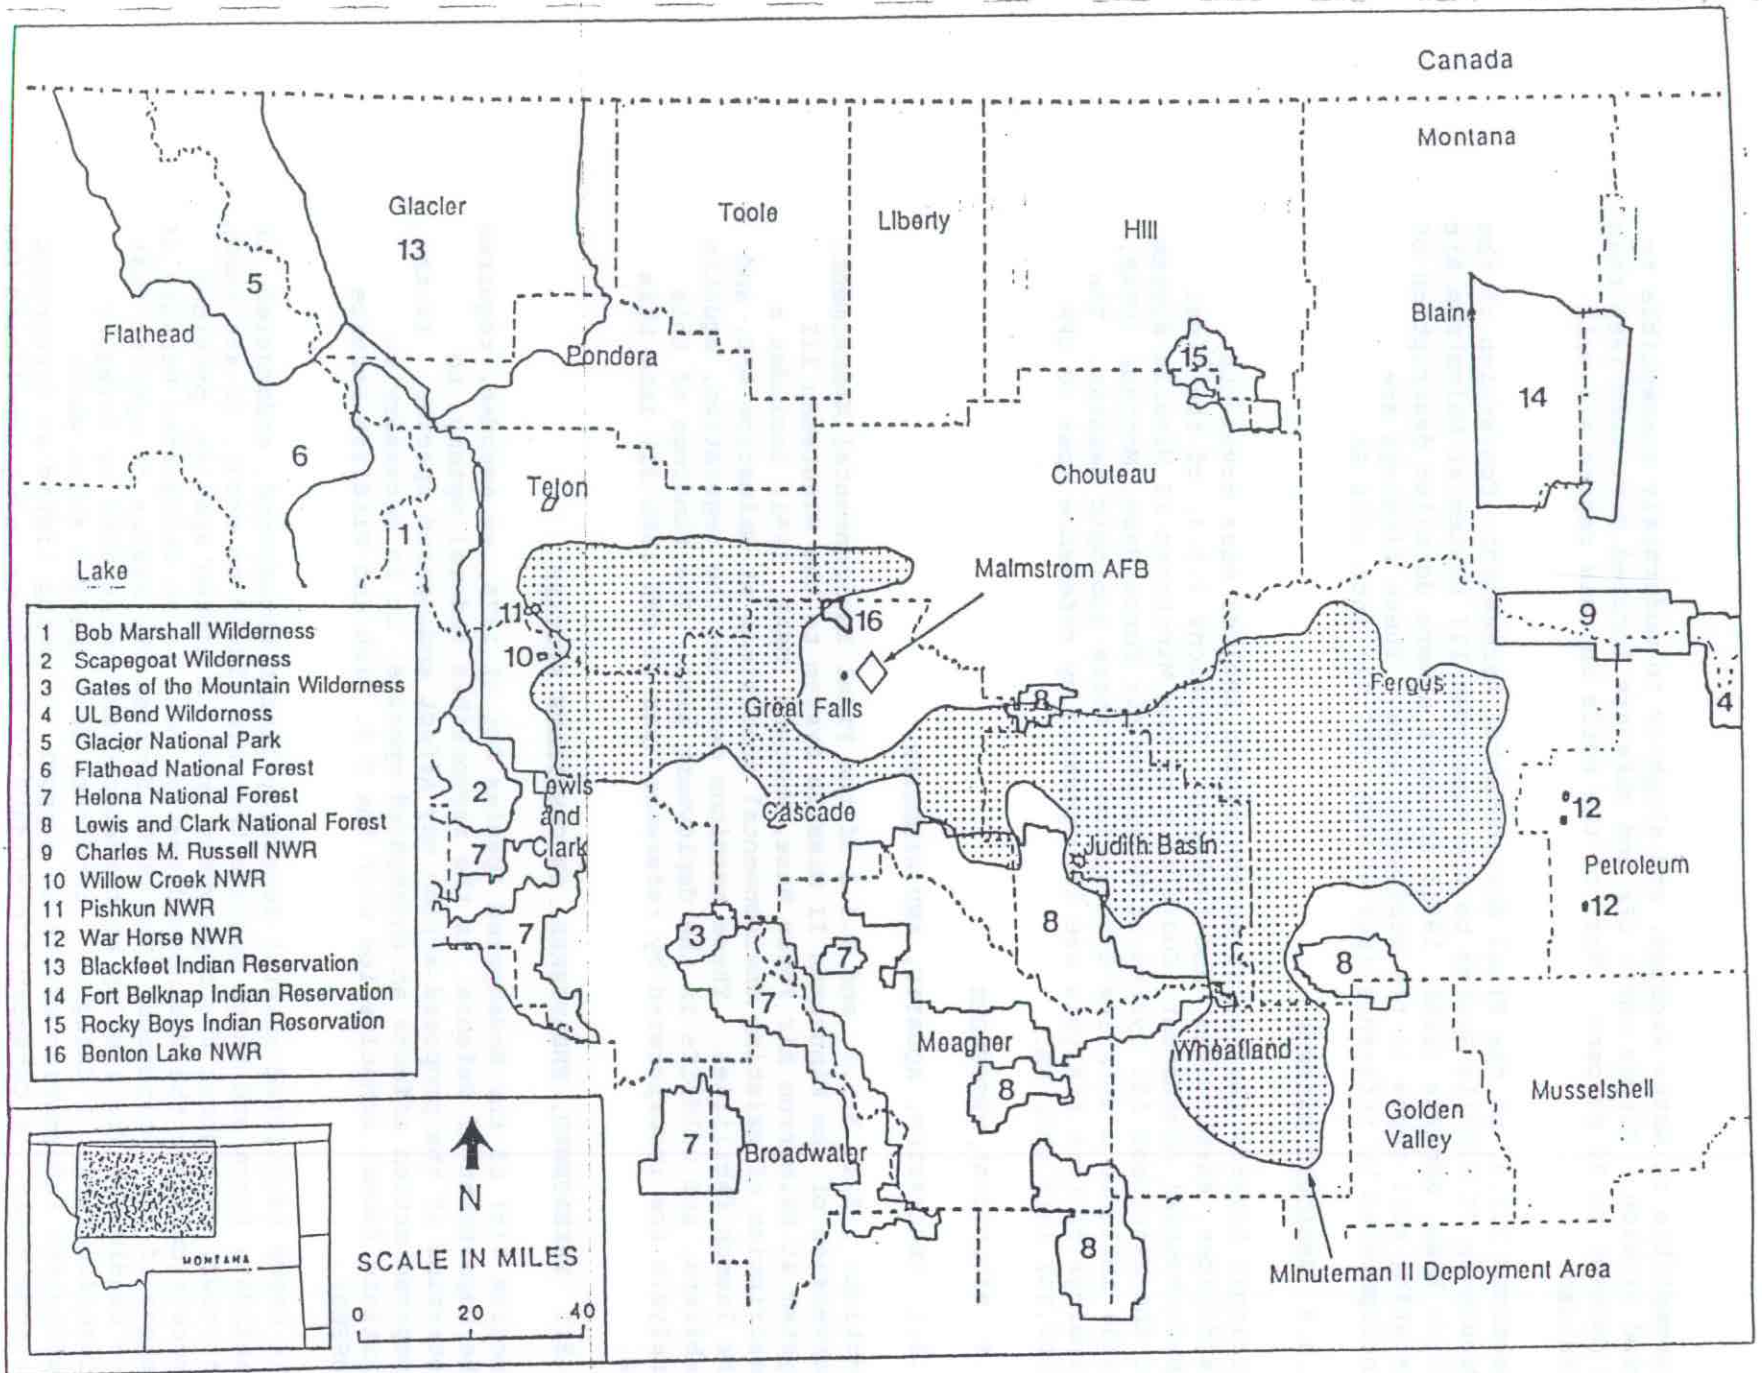 Canada
Montana
Glacier
13
Toole
Liberty
Hill
5
Flathead
Pondera
15
Blaine
14
6
Teton
Chouteau
1
Lake
Malmstrom AFB
11
16
9
10
8
Fergus
4
Great Falls
2
Lewis
and
Clark
Cascade
12
7
Judith Basin
Petroleum
12
7
3
7
8
8
7
Meagher
Wheatland
8
Golden
Valley
Musselshell
7
Broadwater
8
Minuteman II Deployment Area
1 Bob Marshall Wilderness
2 Scapegoat Wilderness
3 Gates of the Mountain Wilderness
4 UL Bend Wilderness
5 Glacier National Park
6 Flathead National Forest
7 Helena National Forest
8 Lewis and Clark National Forest
9 Charles M. Russell NWR
10 Willow Creek NWR
11 Pishkun NWR
12 War Horse NWR
13 Blackfeet Indian Reservation
14 Fort Belknap Indian Reservation
15 Rocky Boys Indian Reservation
16 Benton Lake NWR
MONTANA
N
SCALE IN MILES
0 20 40